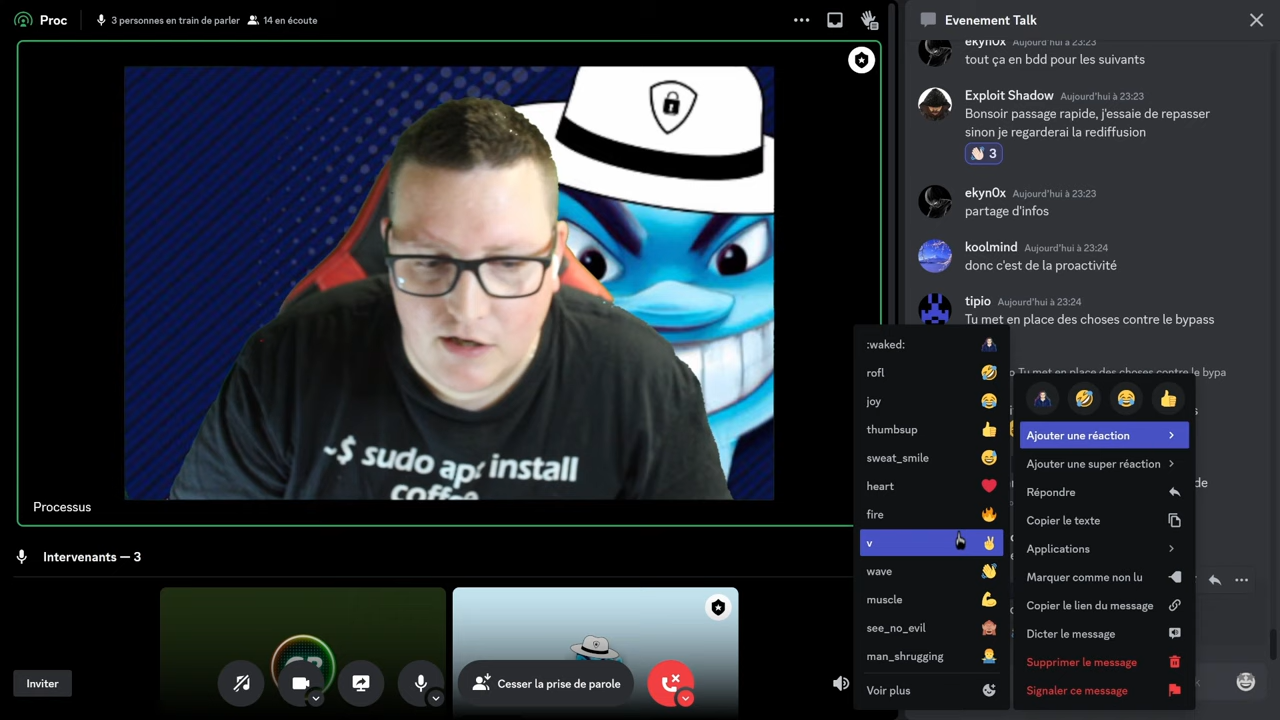 Proc
3 personnes en train de parler
14 en écoute
Processus
~$ sudo apt install
coffee
Intervenants — 3
Inviter
Cesser la prise de parole
Evenement Talk
ekyn0x Aujourd'hui à 23:23
tout ça en bdd pour les suivants
Exploit Shadow Aujourd'hui à 23:23
Bonsoir passage rapide, j'essaie de repasser
sinon je regarderai la rediffusion
3
ekyn0x Aujourd'hui à 23:23
partage d'infos
koolmind Aujourd'hui à 23:24
donc c'est de la proactivité
tipio Aujourd'hui à 23:24
Tu met en place des choses contre le bypass
Tu met en place des choses contre le bypa
:waked:
rofl
joy
thumbsup
sweat_smile
heart
fire
v
wave
muscle
see_no_evil
man_shrugging
Voir plus
Ajouter une réaction
Ajouter une super réaction
Répondre
Copier le texte
Applications
Marquer comme non lu
Copier le lien du message
Dicter le message
Supprimer le message
Signaler ce message